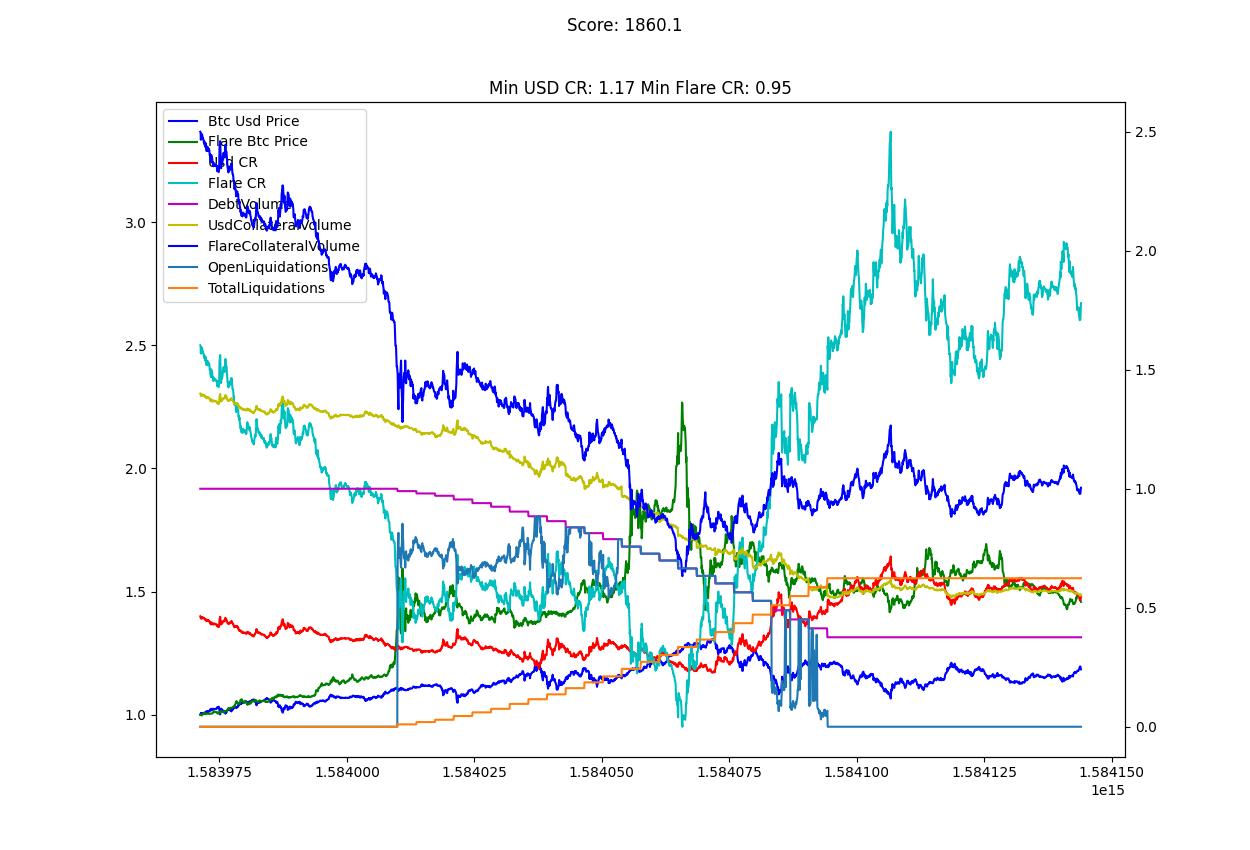 Score: 1860.1
Min USD CR: 1.17 Min Flare CR: 0.95
Btc Usd Price
Flare Btc Price
Usd CR
Flare CR
DebtVolume
UsdCollateralVolume
FlareCollateralVolume
OpenLiquidations
TotalLiquidations
3.0
2.5
2.0
1.5
1.0
2.5
2.0
1.5
1.0
0.5
0.0
1.583975
1.584000
1.584025
1.584050
1.584075
1.584100
1.584125
1.584150
1e15